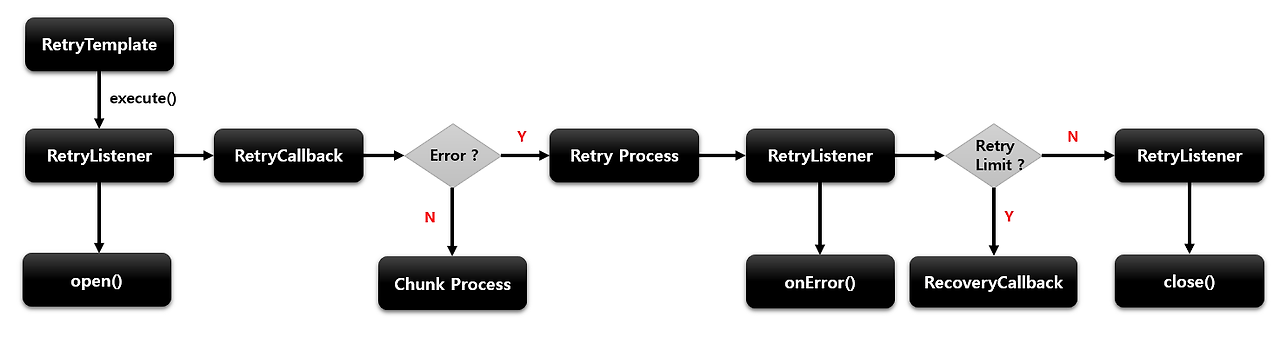 RetryTemplate
execute()
RetryListener
RetryCallback
Error ?
Y
Retry Process
RetryListener
Retry
Limit ?
N
RetryListener
N
Y
open()
Chunk Process
onError()
RecoveryCallback
close()